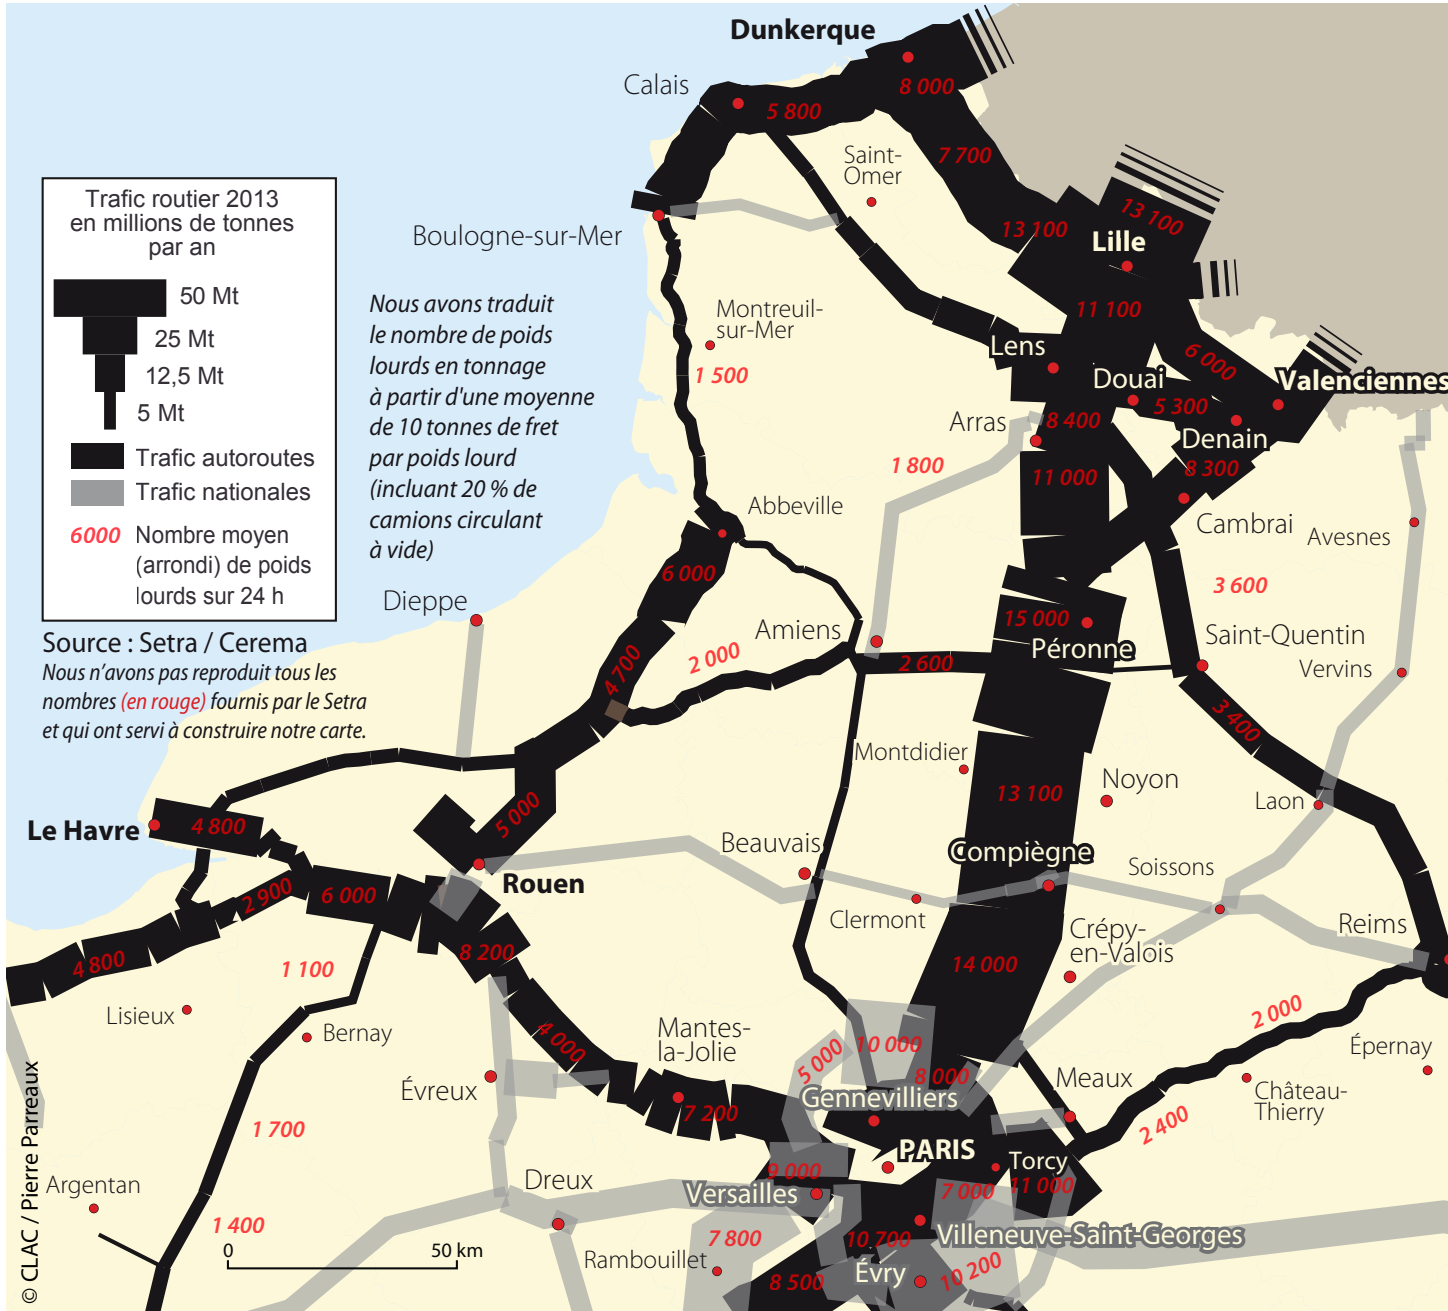 Dunkerque
8 000
Calais
5 800
Saint-
Omer
7 700
13 100
13 100
Lille
Boulogne-sur-Mer
11 100
Trafic routier 2013
en millions de tonnes
par an
50 Mt
25 Mt
12,5 Mt
5 Mt
Trafic autoroutes
Trafic nationales
6000 Nombre moyen
(arrondi) de poids
lourds sur 24 h
Source : Setra / Cerema
Nous n'avons pas reproduit tous les
nombres (en rouge) fournis par le Setra
et qui ont servi à construire notre carte.
Nous avons traduit
le nombre de poids
lourds en tonnage
à partir d'une moyenne
de 10 tonnes de fret
par poids lourd
(incluant 20 % de
camions circulant
à vide)
Montreuil-
sur-Mer
1 500
Lens
6 000
Douai
Valenciennes
5 300
Denain
Arras
8 400
8 300
1 800
11 000
Cambrai
Avesnes
Abbeville
6 000
3 600
Dieppe
15 000
Amiens
Péronne
Saint-Quentin
Vervins
4 700
2 000
2 600
3 400
Montdidier
13 100
Noyon
Laon
Le Havre
4 800
5 000
Beauvais
Compiègne
Soissons
Rouen
2 900
6 000
Clermont
Reims
Crépy-
en-Valois
8 200
4 800
1 100
14 000
Lisieux
Bernay
2 000
4 000
Mantes-
la-Jolie
10 000
5 000
8 000
Épernay
Évreux
Meaux
Château-
Thierry
7 200
Gennevilliers
2 400
1 700
PARIS
Torcy
9 000
Versailles
7 000
11 000
Argentan
Dreux
1 400
7 800
10 700
Villeneuve-Saint-Georges
0 50 km
Rambouillet
8 500
Évry
10 200
© CLAC / Pierre Parreaux